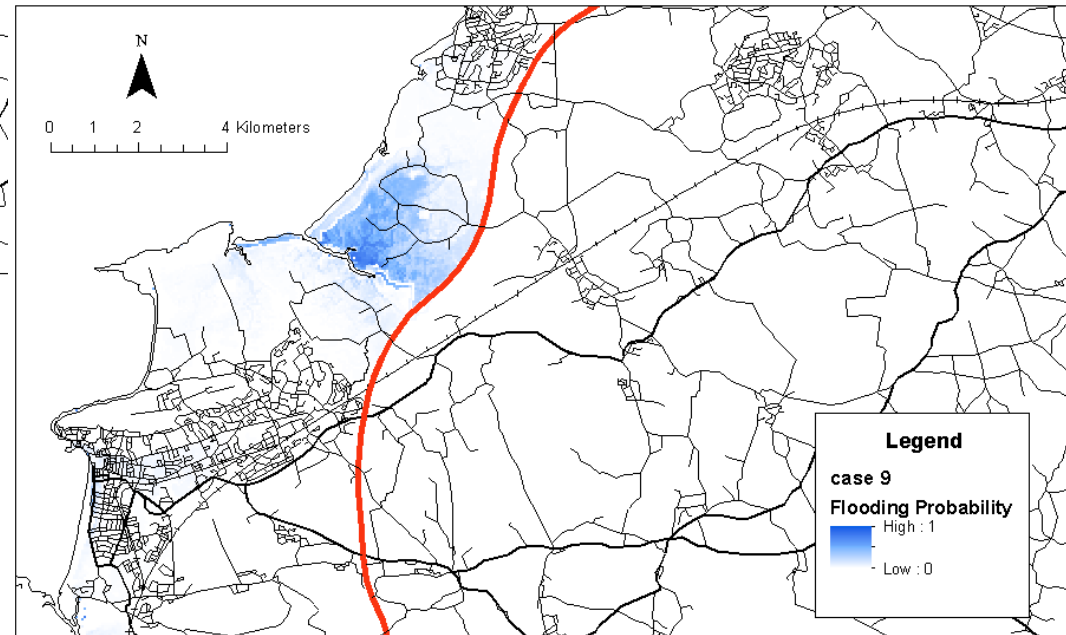 N
0 1 2 4 Kilometers
Legend
case 9
Flooding Probability
High : 1
Low : 0